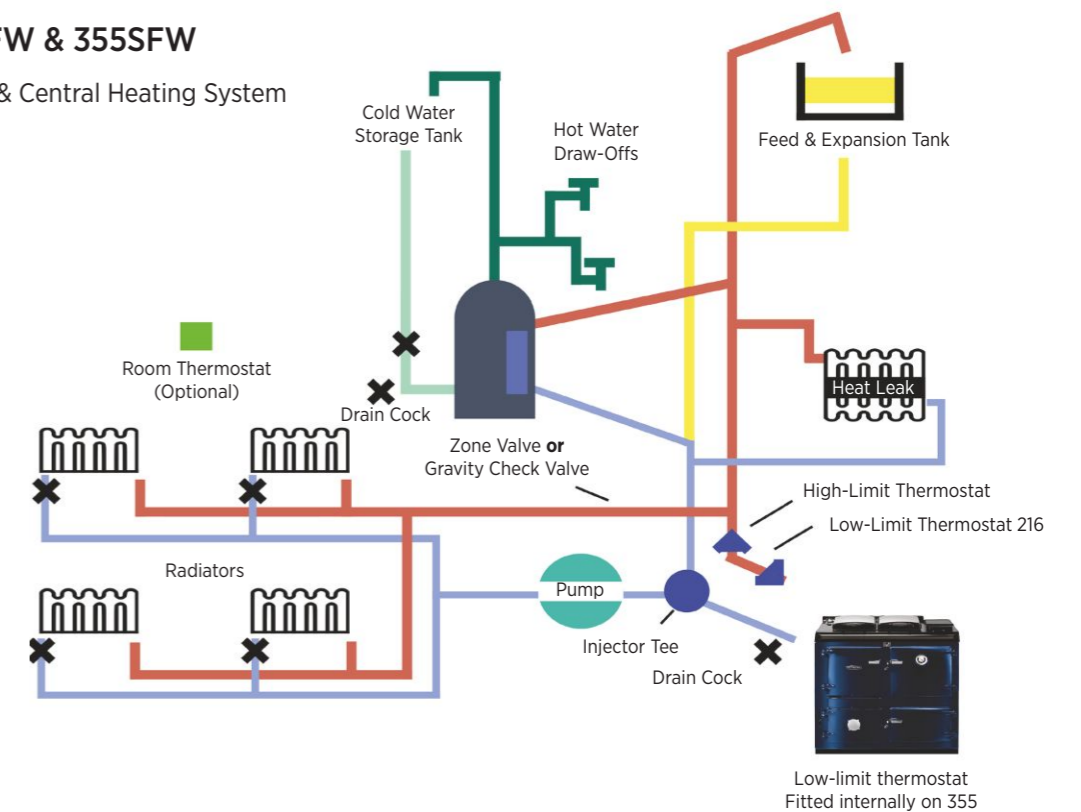 FW & 355SFW
& Central Heating System
Cold Water
Storage Tank
Hot Water
Draw-Offs
Feed & Expansion Tank
Room Thermostat
(Optional)
Drain Cock
Heat Leak
Zone Valve or
Gravity Check Valve
High-Limit Thermostat
Low-Limit Thermostat 216
Radiators
Pump
Injector Tee
Drain Cock
Low-limit thermostat
Fitted internally on 355